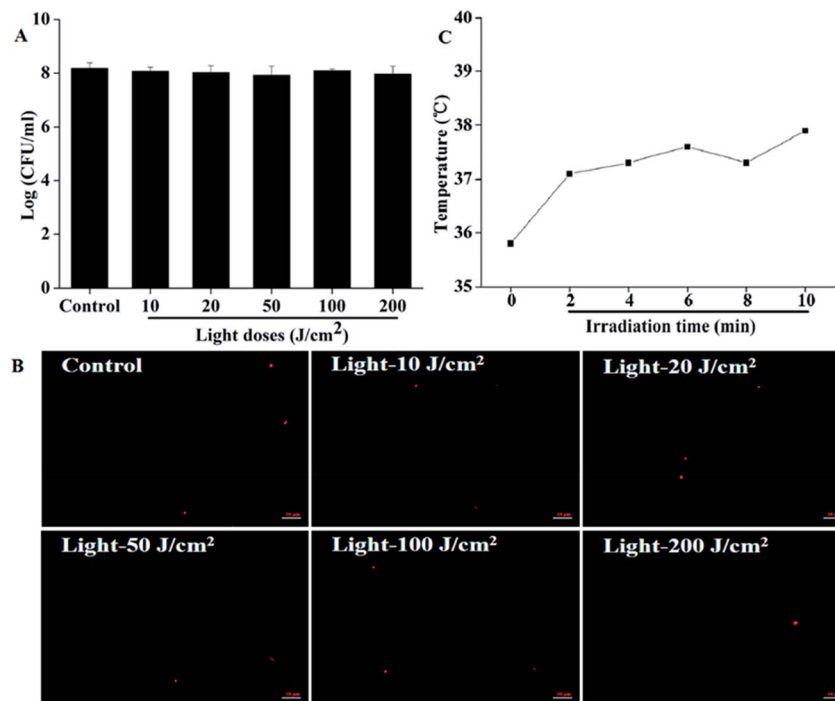 A
10
8
6
4
2
0
Log (CFU/ml)
Control 10 20 50 100 200
Light doses (J/cm²)
C
40
39
38
37
36
35
Temperature (℃)
0 2 4 6 8 10
Irradiation time (min)
B
Control
Light-10 J/cm²
Light-20 J/cm²
Light-50 J/cm²
Light-100 J/cm²
Light-200 J/cm²